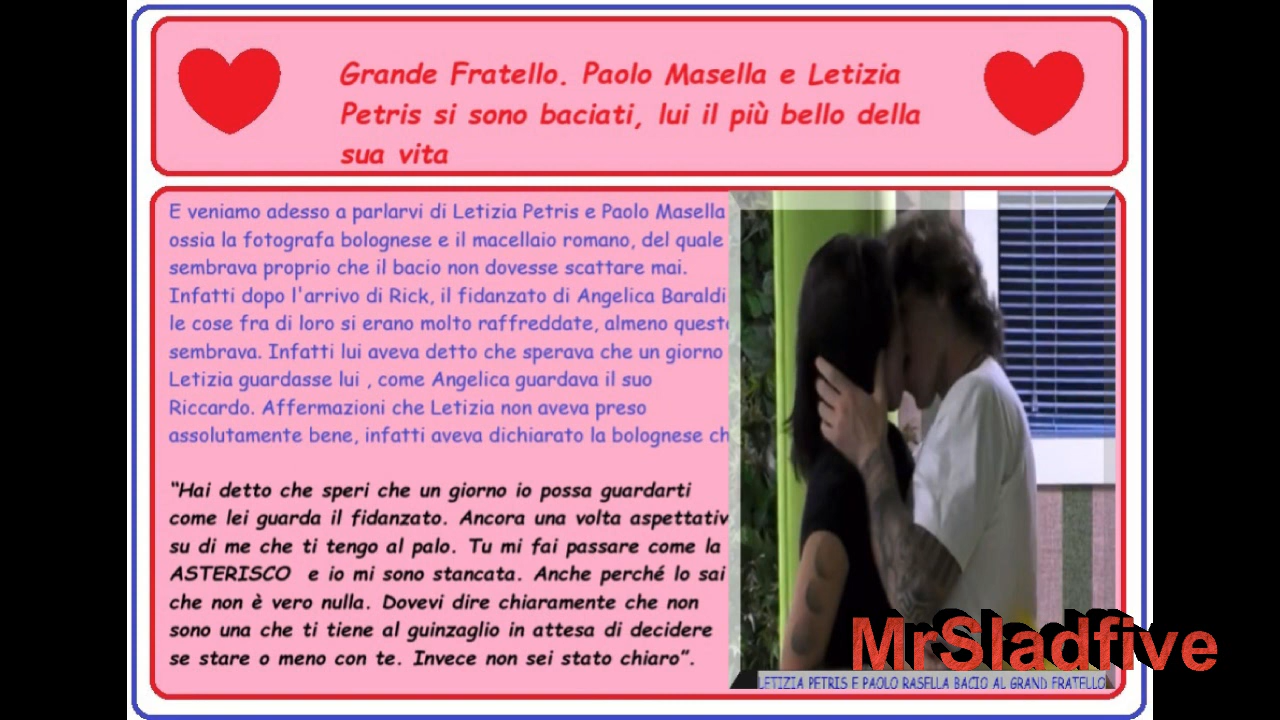 Grande Fratello. Paolo Masella e Letizia
Petris si sono baciati, lui il più bello della
sua vita
E veniamo adesso a parlarvi di Letizia Petris e Paolo Masella
ossia la fotografa bolognese e il macellaio romano, del quale
sembrava proprio che il bacio non dovesse scattare mai.
Infatti dopo l'arrivo di Rick, il fidanzato di Angelica Baraldi
le cose fra di loro si erano molto raffreddate, almeno questo
sembrava. Infatti lui aveva detto che sperava che un giorno
Letizia guardasse lui , come Angelica guardava il suo
Riccardo. Affermazioni che Letizia non aveva preso
assolutamente bene, infatti aveva dichiarato la bolognese ch
"Hai detto che speri che un giorno io possa guardarti
come lei guarda il fidanzato. Ancora una volta aspettativ
su di me che ti tengo al palo. Tu mi fai passare come la
ASTERISCO e io mi sono stancata. Anche perché lo sai
che non è vero nulla. Dovevi dire chiaramente che non
sono una che ti tiene al guinzaglio in attesa di decidere
se stare o meno con te. Invece non sei stato chiaro".
MrSladfive
LETIZIA PETRIS E PAOLO RASELLA BACIO AL GRAND FRATELLO